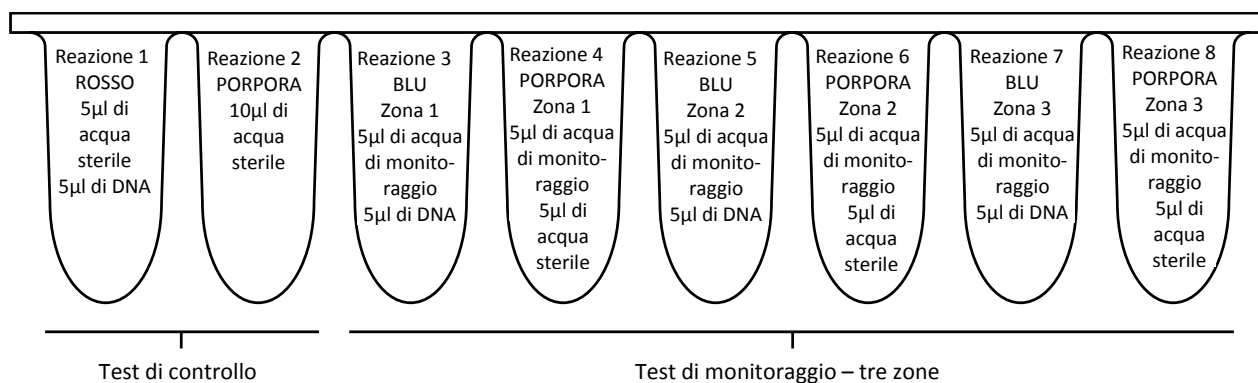 Reazione 1
ROSSO
5µl di
acqua
sterile
5µl di DNA
Reazione 2
PORPORA
10µl di
acqua
sterile
Reazione 3
BLU
Zona 1
5µl di acqua
di monito-
raggio
5µl di DNA
Reazione 4
PORPORA
Zona 1
5µl di acqua
di monito-
raggio
5µl di
acqua
sterile
Reazione 5
BLU
Zona 2
5µl di acqua
di monito-
raggio
5µl di DNA
Reazione 6
PORPORA
Zona 2
5µl di acqua
di monito-
raggio
5µl di
acqua
sterile
Reazione 7
BLU
Zona 3
5µl di acqua
di monito-
raggio
5µl di DNA
Reazione 8
PORPORA
Zona 3
5µl di acqua
di monito-
raggio
5µl di
acqua
sterile
Test di controllo
Test di monitoraggio – tre zone